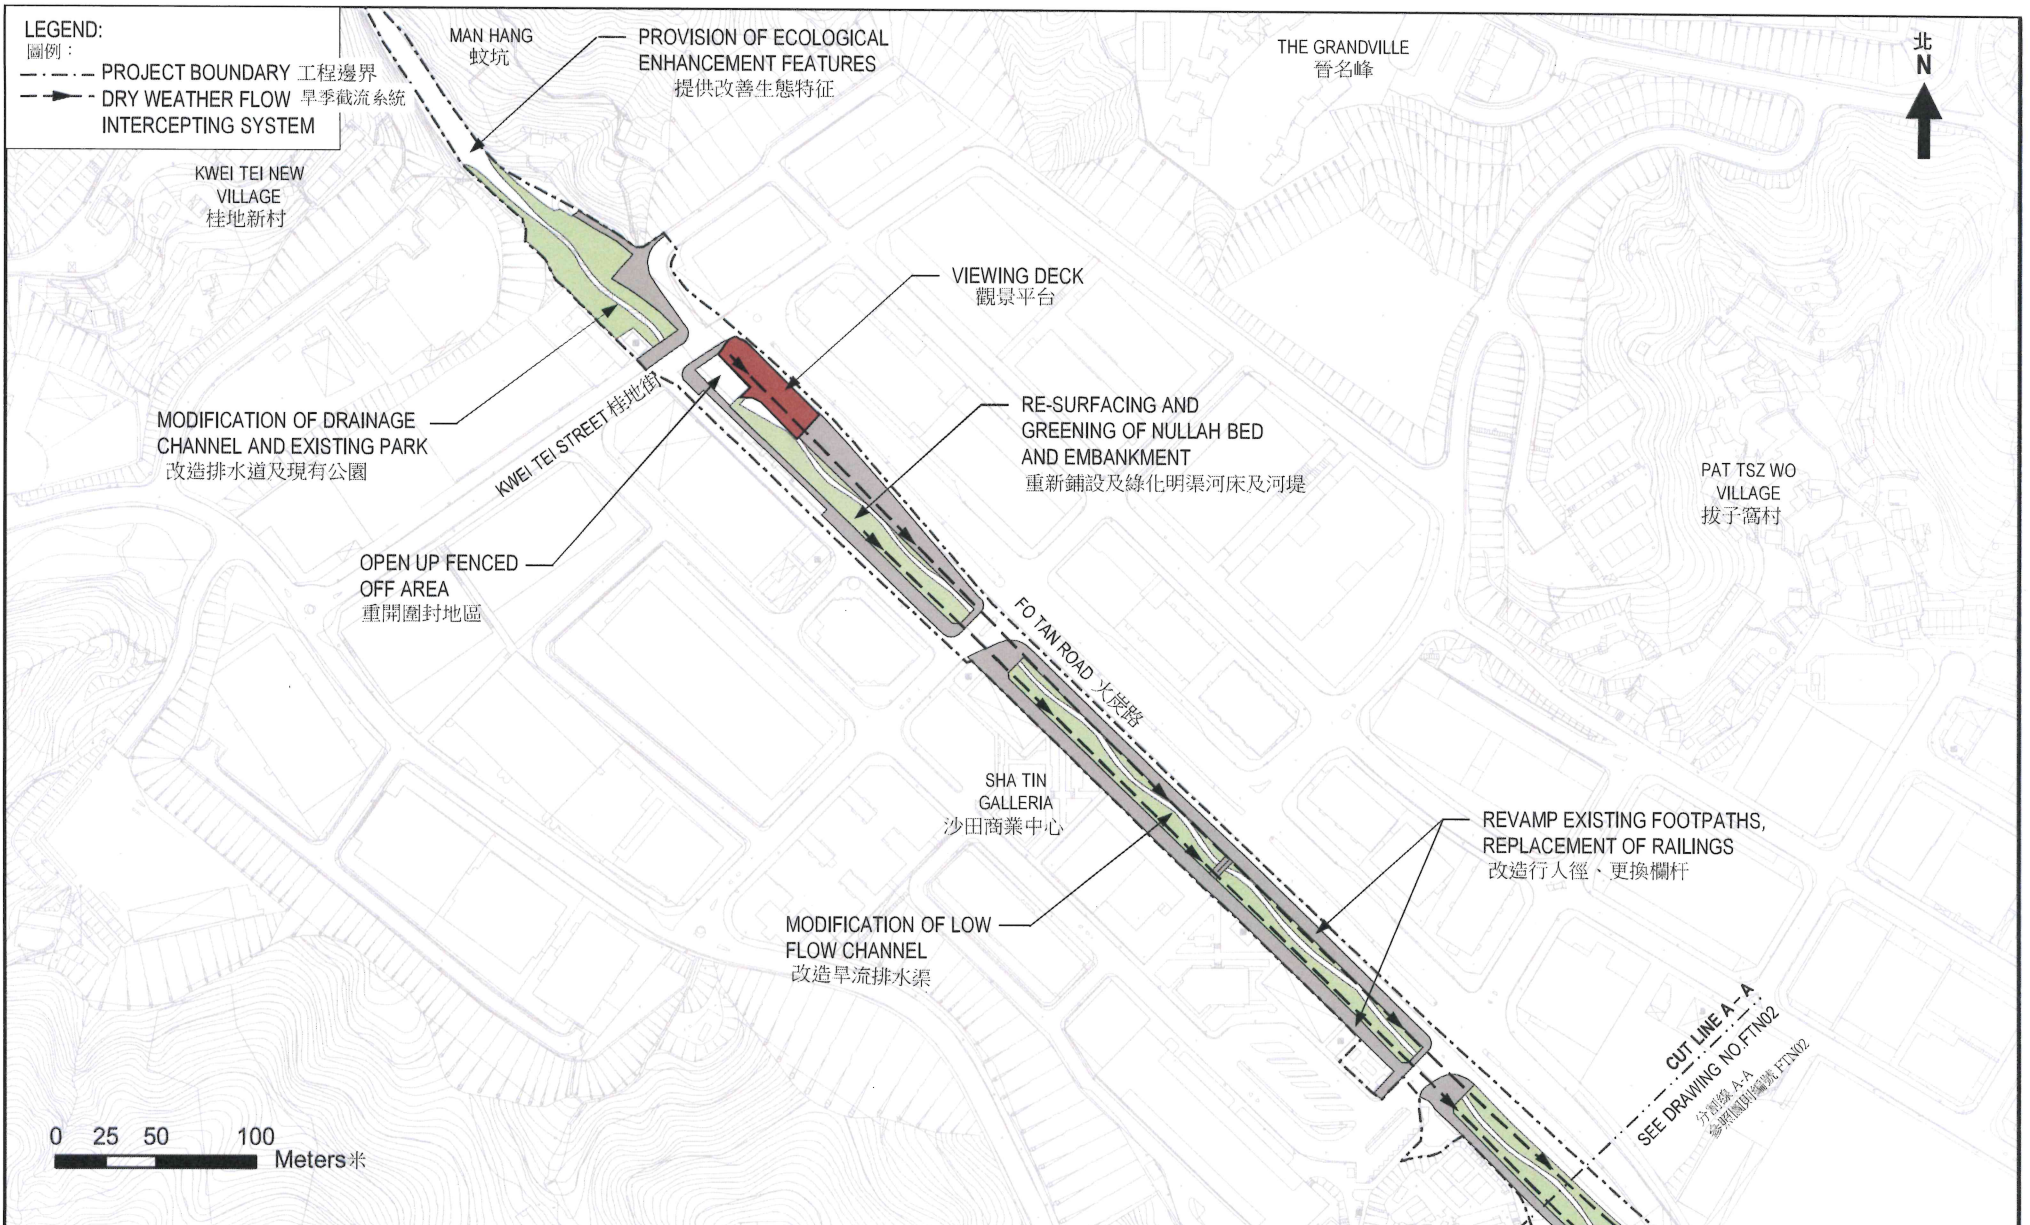 LEGEND:
圖例：
PROJECT BOUNDARY 工程邊界
DRY WEATHER FLOW 旱季截流系統
INTERCEPTING SYSTEM
MAN HANG
蚊坑
PROVISION OF ECOLOGICAL
ENHANCEMENT FEATURES
提供改善生態特征
THE GRANDVILLE
晉名峰
北
N
KWEI TEI NEW
VILLAGE
桂地新村
VIEWING DECK
觀景平台
MODIFICATION OF DRAINAGE
CHANNEL AND EXISTING PARK
改造排水道及現有公園
KWEI TEI STREET 桂地街
RE-SURFACING AND
GREENING OF NULLAH BED
AND EMBANKMENT
重新鋪設及綠化明渠河床及河堤
PAT TSZ WO
VILLAGE
拔子窩村
OPEN UP FENCED
OFF AREA
重開圍封地區
FO TAN ROAD 火炭路
SHA TIN
GALLERIA
沙田商業中心
REVAMP EXISTING FOOTPATHS,
REPLACEMENT OF RAILINGS
改造行人徑、更換欄杆
MODIFICATION OF LOW
FLOW CHANNEL
改造旱流排水渠
CUT LINE A - A
SEE DRAWING NO.FTN02
分割線 A-A
參照圖則編號 FTN02
0 25 50 100
Meters米